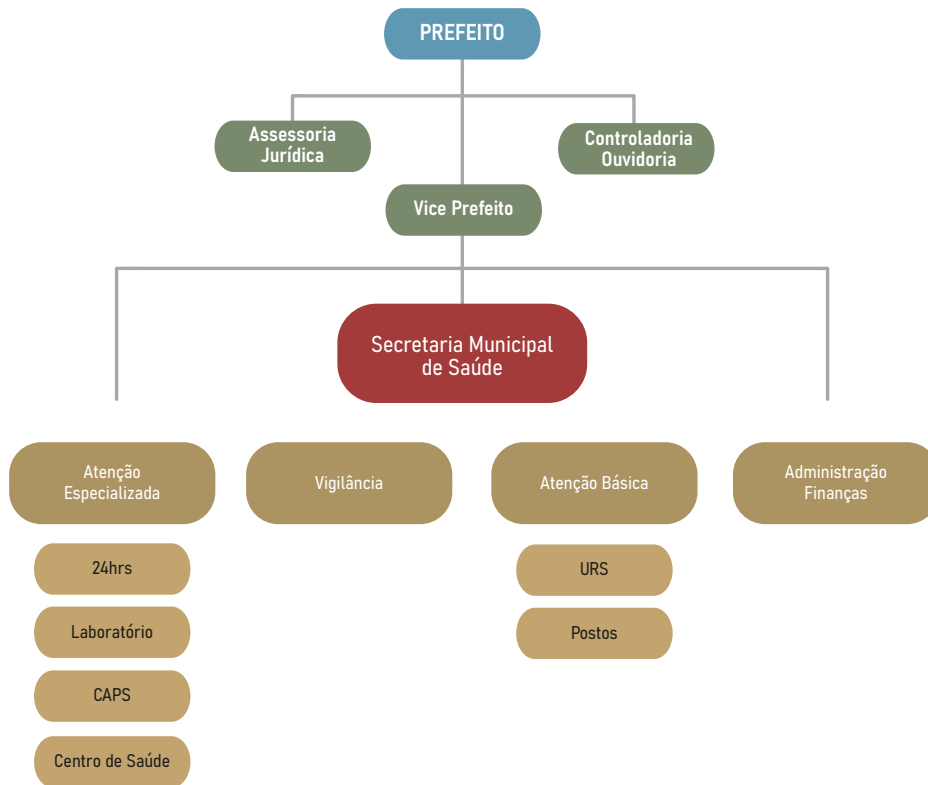 PREFEITO
Assessoria
Jurídica
Controladoria
Ouvidoria
Vice Prefeito
Secretaria Municipal
de Saúde
Atenção
Especializada
Vigilância
Atenção Básica
Administração
Finanças
24hrs
URS
Laboratório
Postos
CAPS
Centro de Saúde